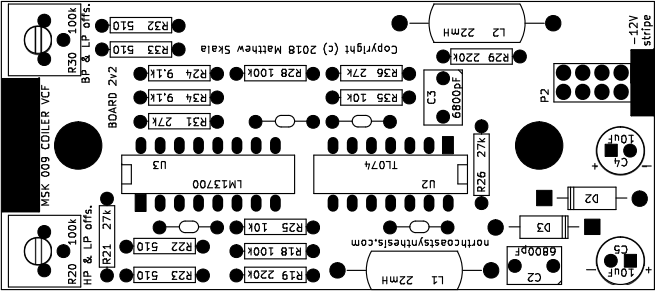 100k
R30
BP & LP offs.
R32 510
R33 510
Copyright (c) 2018 Matthew Skala
L2 22mH
R29 220k
-12V
stripe
BOARD 2v2
R24 9.1k
R28 100k
R36 27k
R34 9.1k
R35 10k
R31 27k
C3
6800pF
P2
MSK 009 COILER VCF
U3
LM13700
TL074
U2
R26 27k
C4
10uF
+
–
D2
D3
100k
R20
HP & LP offs.
R21 27k
R22 510
R23 510
R25 10k
R18 100k
R19 220k
northcoastsynthesis.com
L1 22mH
6800pF
C2
C5
10uF
–
+